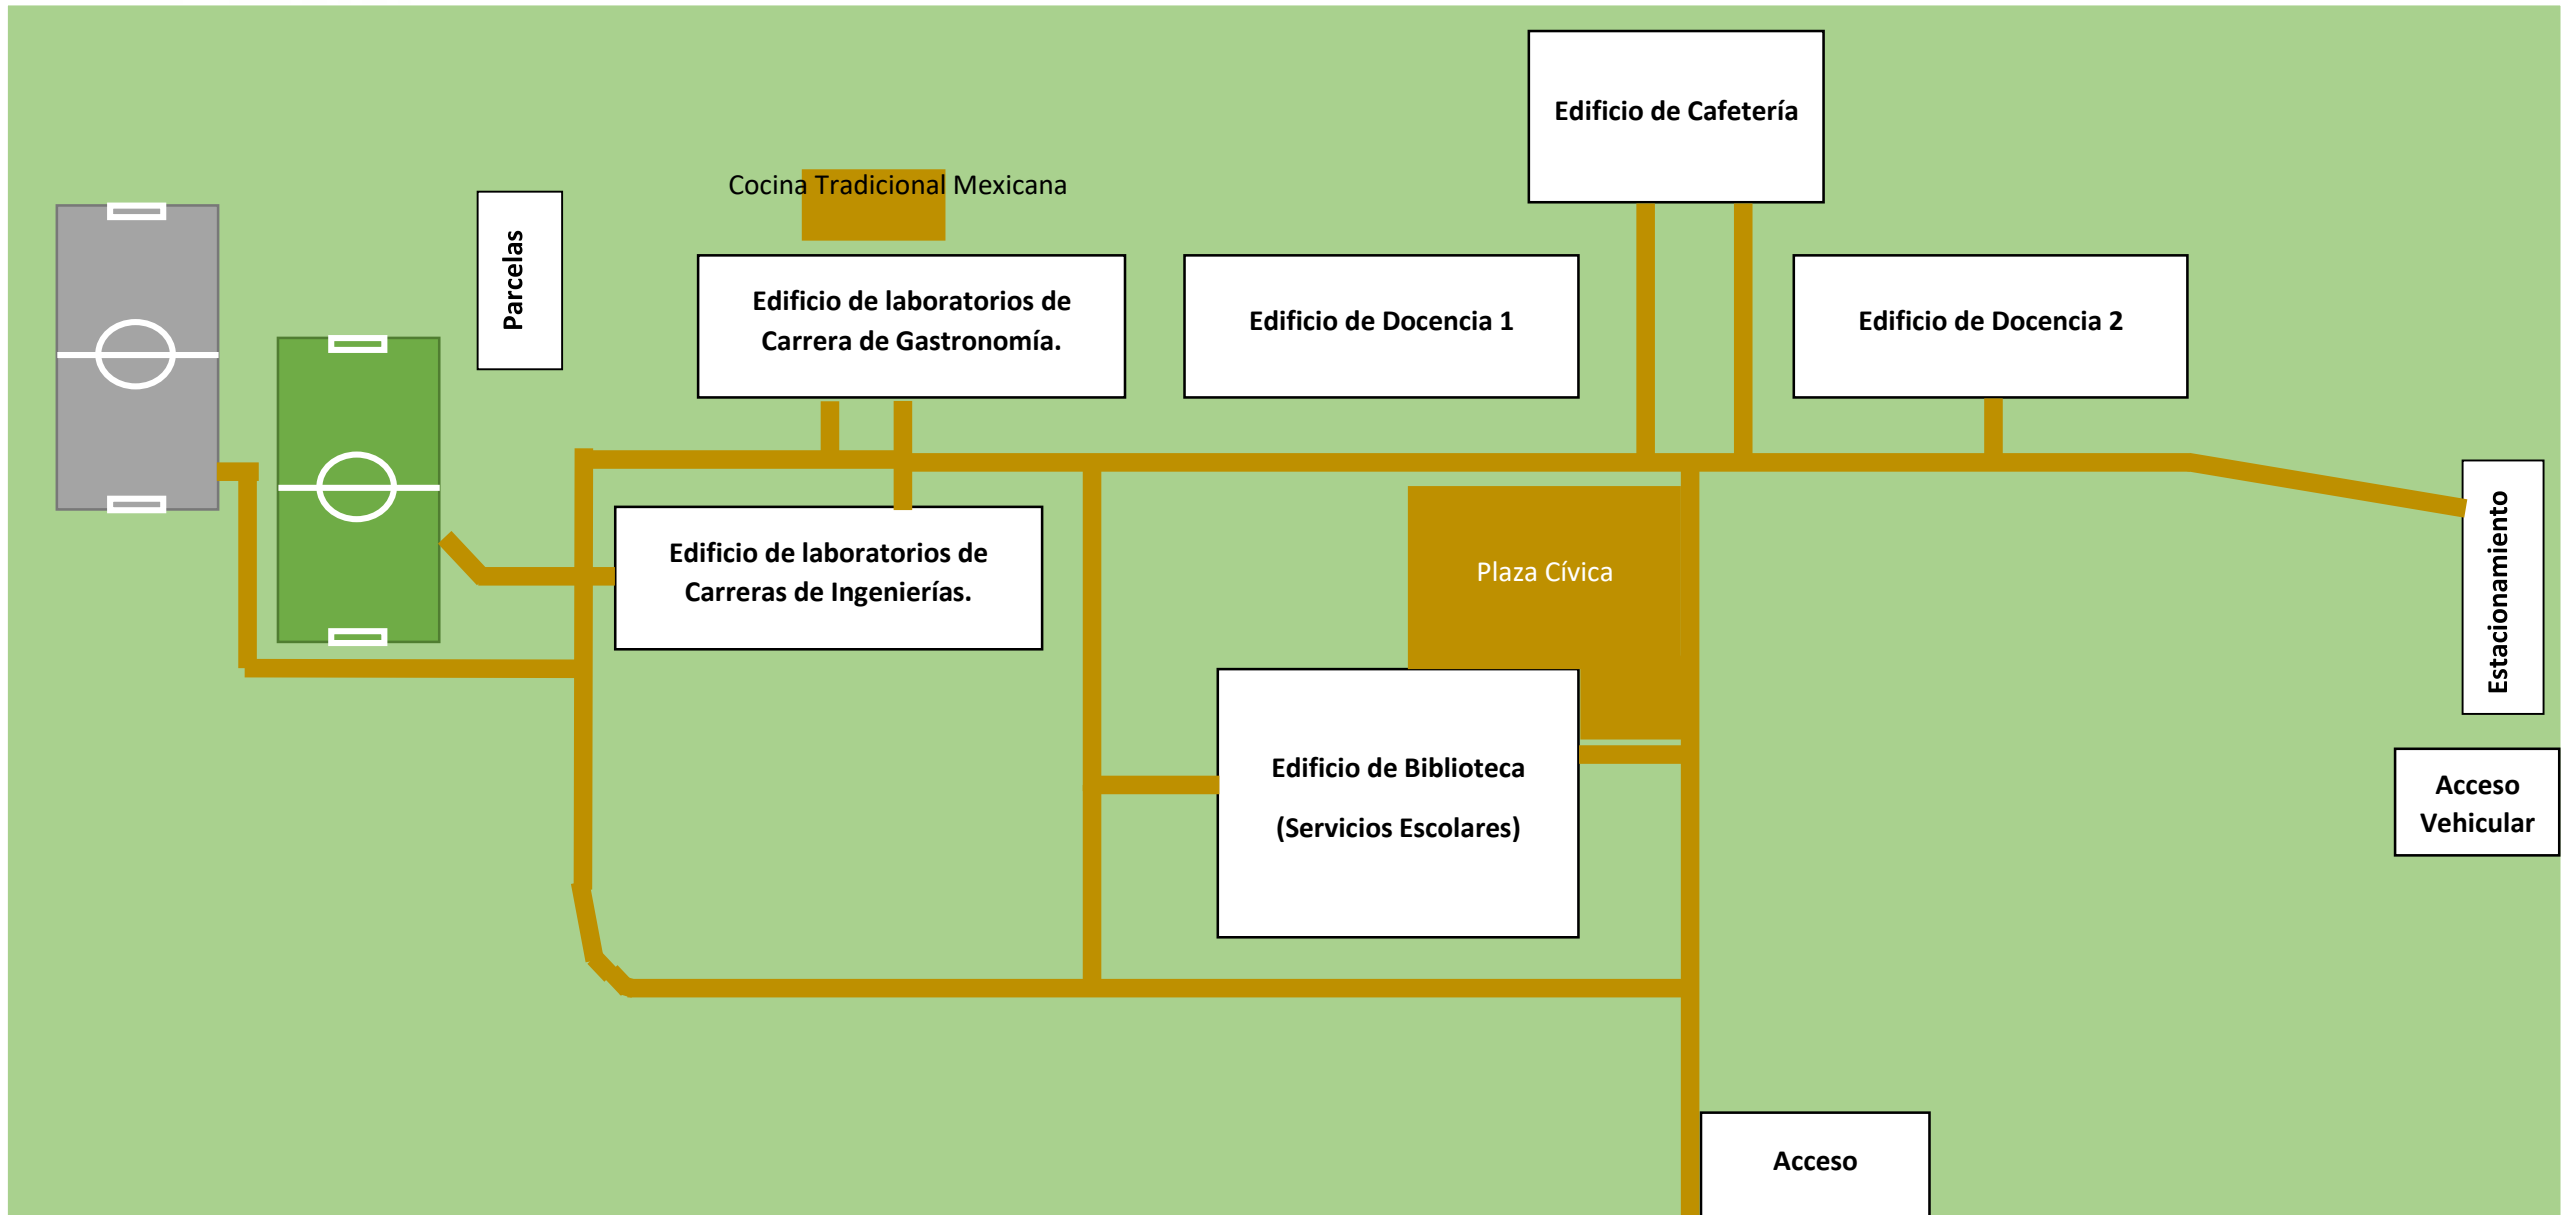 Edificio de Cafetería
Cocina Tradicional Mexicana
Parcelas
Edificio de laboratorios de
Carrera de Gastronomía.
Edificio de Docencia 1
Edificio de Docencia 2
Edificio de laboratorios de
Carreras de Ingenierías.
Plaza Cívica
Estacionamiento
Edificio de Biblioteca
(Servicios Escolares)
Acceso
Vehicular
Acceso